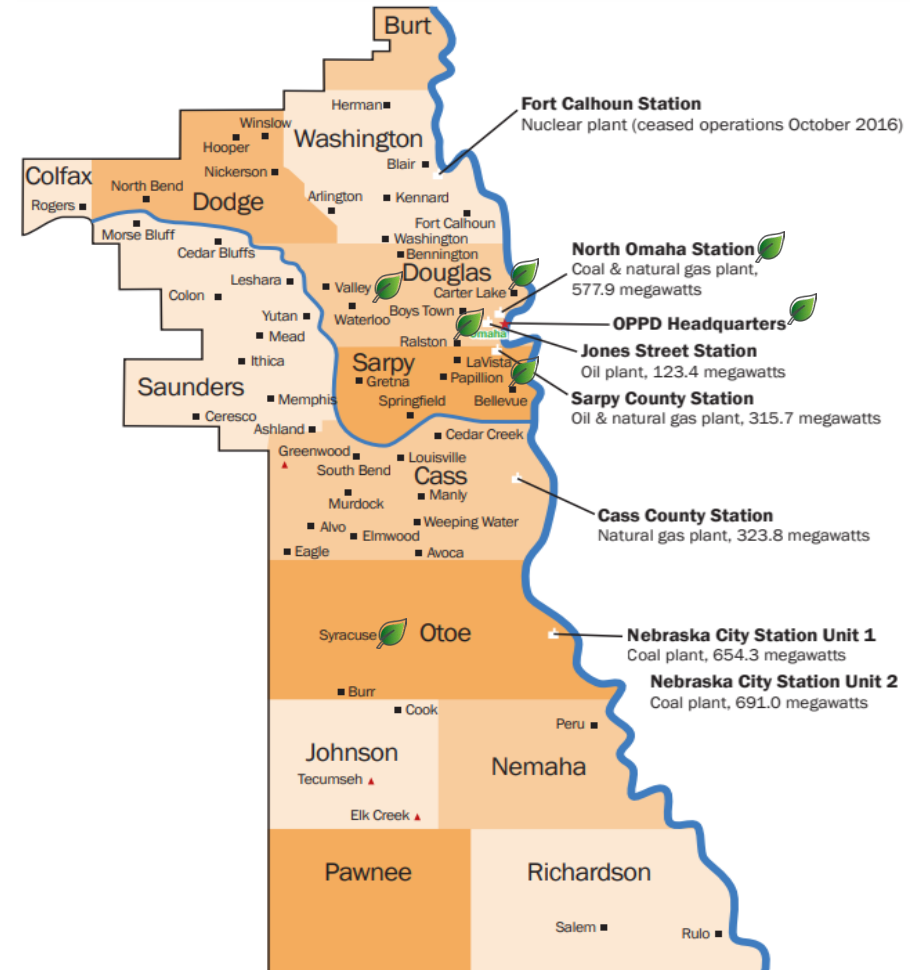 Burt
Herman
Fort Calhoun Station
Nuclear plant (ceased operations October 2016)
Winslow
Washington
Hooper
Blair
Nickerson
Colfax
North Bend
Arlington
Kennard
Rogers
Dodge
Fort Calhoun
Morse Bluff
Washington
Cedar Bluffs
Bennington
North Omaha Station
Coal & natural gas plant,
577.9 megawatts
Douglas
Leshara
Valley
Carter Lake
Colon
Waterloo
Boys Town
Yutan
OPPD Headquarters
Omaha
Mead
Ralston
Jones Street Station
Oil plant, 123.4 megawatts
Ithica
Sarpy
LaVista
Gretna
Papillion
Saunders
Memphis
Springfield
Bellevue
Sarpy County Station
Oil & natural gas plant, 315.7 megawatts
Ceresco
Ashland
Cedar Creek
Greenwood
South Bend
Louisville
Cass
Murdock
Manly
Cass County Station
Natural gas plant, 323.8 megawatts
Alvo
Weeping Water
Elmwood
Eagle
Avoca
Syracuse
Otoe
Nebraska City Station Unit 1
Coal plant, 654.3 megawatts
Nebraska City Station Unit 2
Coal plant, 691.0 megawatts
Burr
Cook
Peru
Johnson
Nemaha
Tecumseh
Elk Creek
Pawnee
Richardson
Salem
Rulo